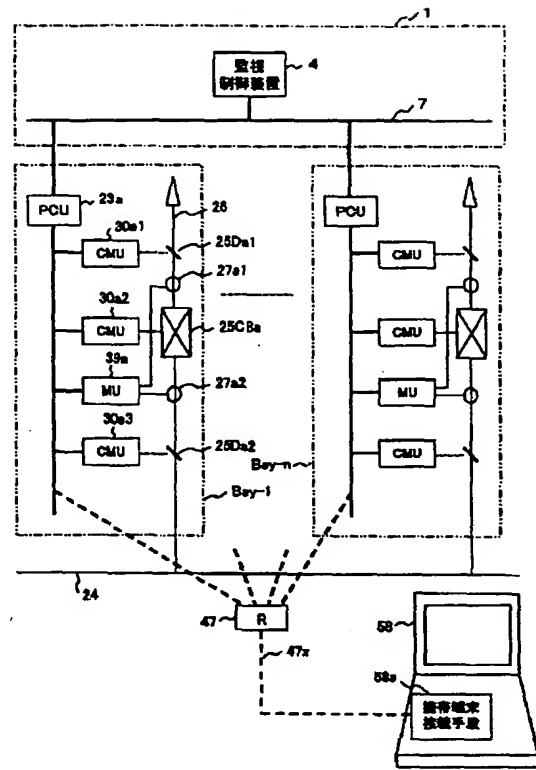 1
監視
制御装置
4
7
PCU
23a
26
30a1
CMU
25Da1
27a1
30a2
CMU
25CBa
39a
MU
27a2
30a3
CMU
25Da2
Bay-1
PCU
CMU
CMU
MU
CMU
Bay-n
24
47
R
47x
58
58a
携帯端末
接続手段